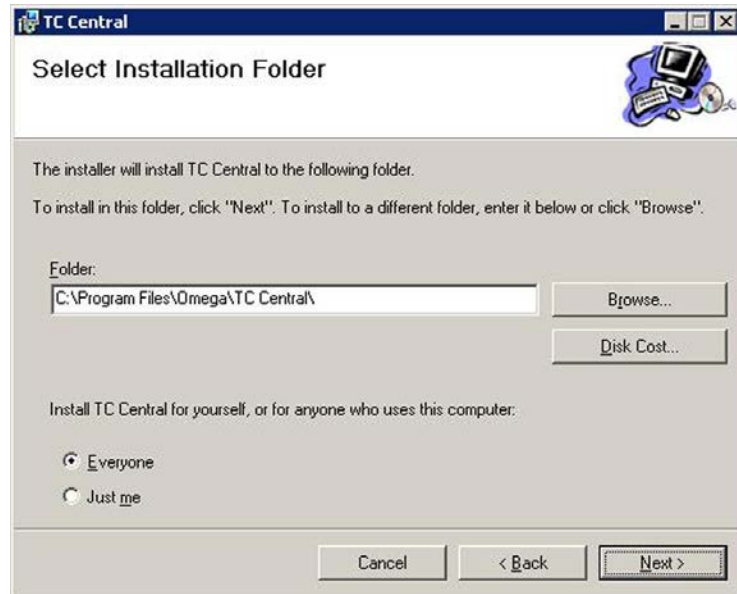 TC Central
Select Installation Folder
The installer will install TC Central to the following folder.
To install in this folder, click "Next". To install to a different folder, enter it below or click "Browse".
Folder:
C:\Program Files\Omega\TC Central\
Browse...
Disk Cost...
Install TC Central for yourself, or for anyone who uses this computer:
Everyone
Just me
Cancel
< Back
Next >